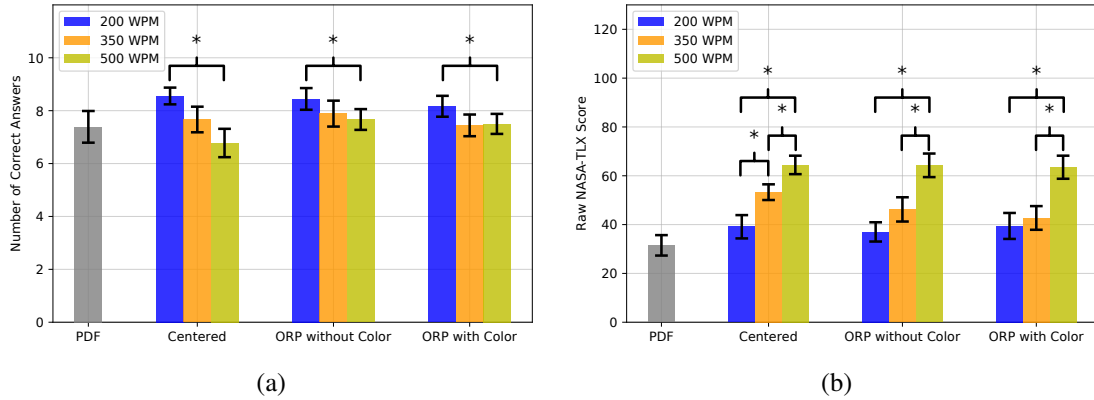 200 WPM
350 WPM
500 WPM
Number of Correct Answers
10
8
6
4
2
0
*
*
*
PDF
Centered
ORP without Color
ORP with Color
(a)
200 WPM
350 WPM
500 WPM
Raw NASA-TLX Score
120
100
80
60
40
20
0
*
*
*
*
*
*
*
PDF
Centered
ORP without Color
ORP with Color
(b)